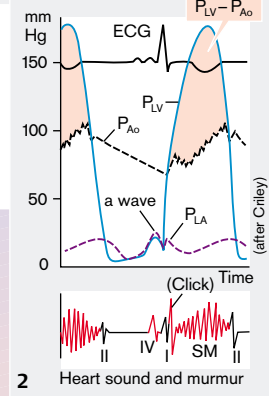 mm
Hg
ECG
P_LV – P_Ao
150
P_LV
100
P_Ao
50
a wave
P_LA
(after Criley)
0
Time
(Click)
II
IV
I
SM
II
2 Heart sound and murmur